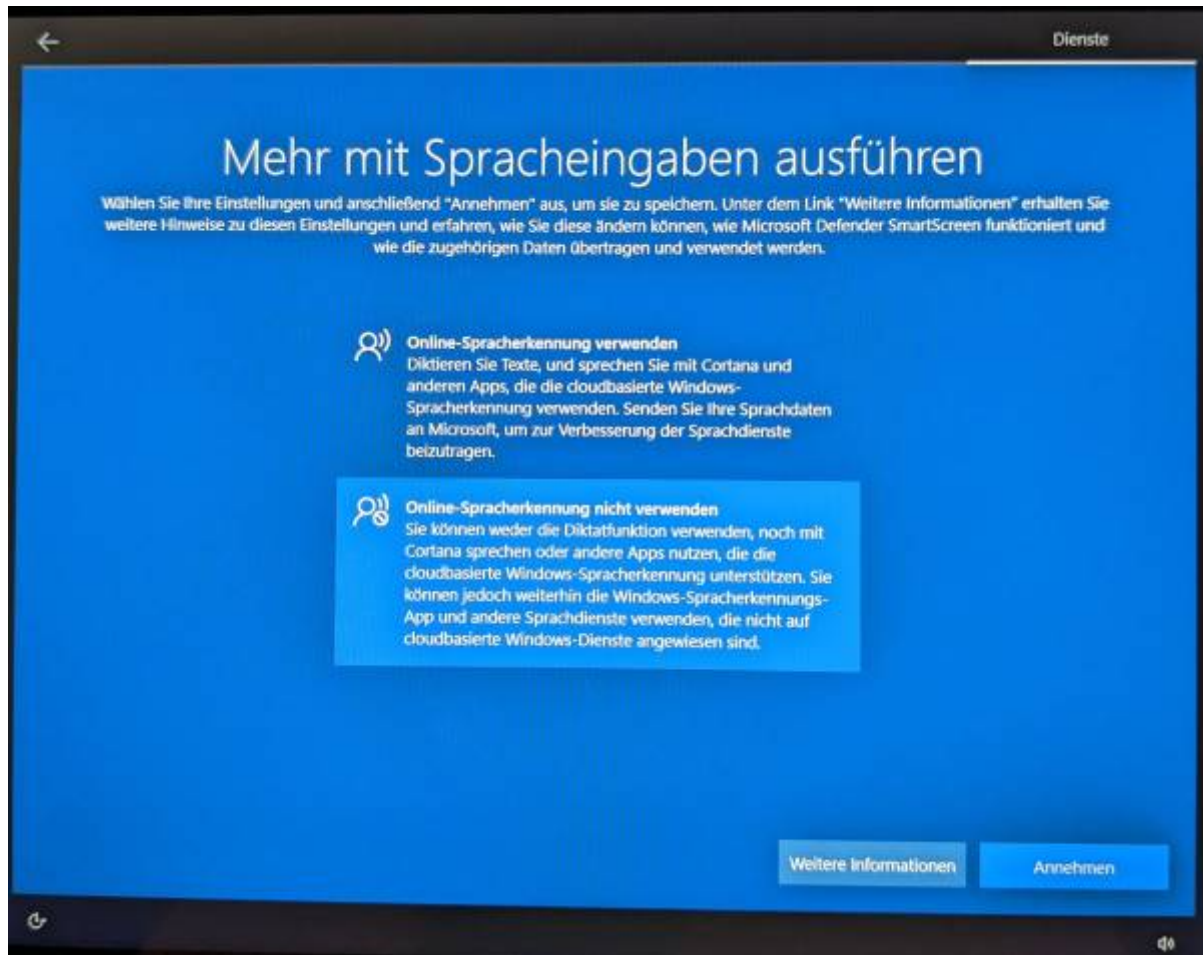 Dienste
Mehr mit Spracheingaben ausführen
Wählen Sie Ihre Einstellungen und anschließend "Annehmen" aus, um sie zu speichern. Unter dem Link "Weitere Informationen" erhalten Sie
weitere Hinweise zu diesen Einstellungen und erfahren, wie Sie diese ändern können, wie Microsoft Defender SmartScreen funktioniert und
wie die zugehörigen Daten übertragen und verwendet werden.
Online-Spracherkennung verwenden
Diktieren Sie Texte, und sprechen Sie mit Cortana und
anderen Apps, die die cloudbasierte Windows-
Spracherkennung verwenden. Senden Sie Ihre Sprachdaten
an Microsoft, um zur Verbesserung der Sprachdienste
beizutragen.
Online-Spracherkennung nicht verwenden
Sie können weder die Diktatfunktion verwenden, noch mit
Cortana sprechen oder andere Apps nutzen, die die
cloudbasierte Windows-Spracherkennung unterstützen. Sie
können jedoch weiterhin die Windows-Spracherkennungs-
App und andere Sprachdienste verwenden, die nicht auf
cloudbasierte Windows-Dienste angewiesen sind.
Weitere Informationen
Annehmen